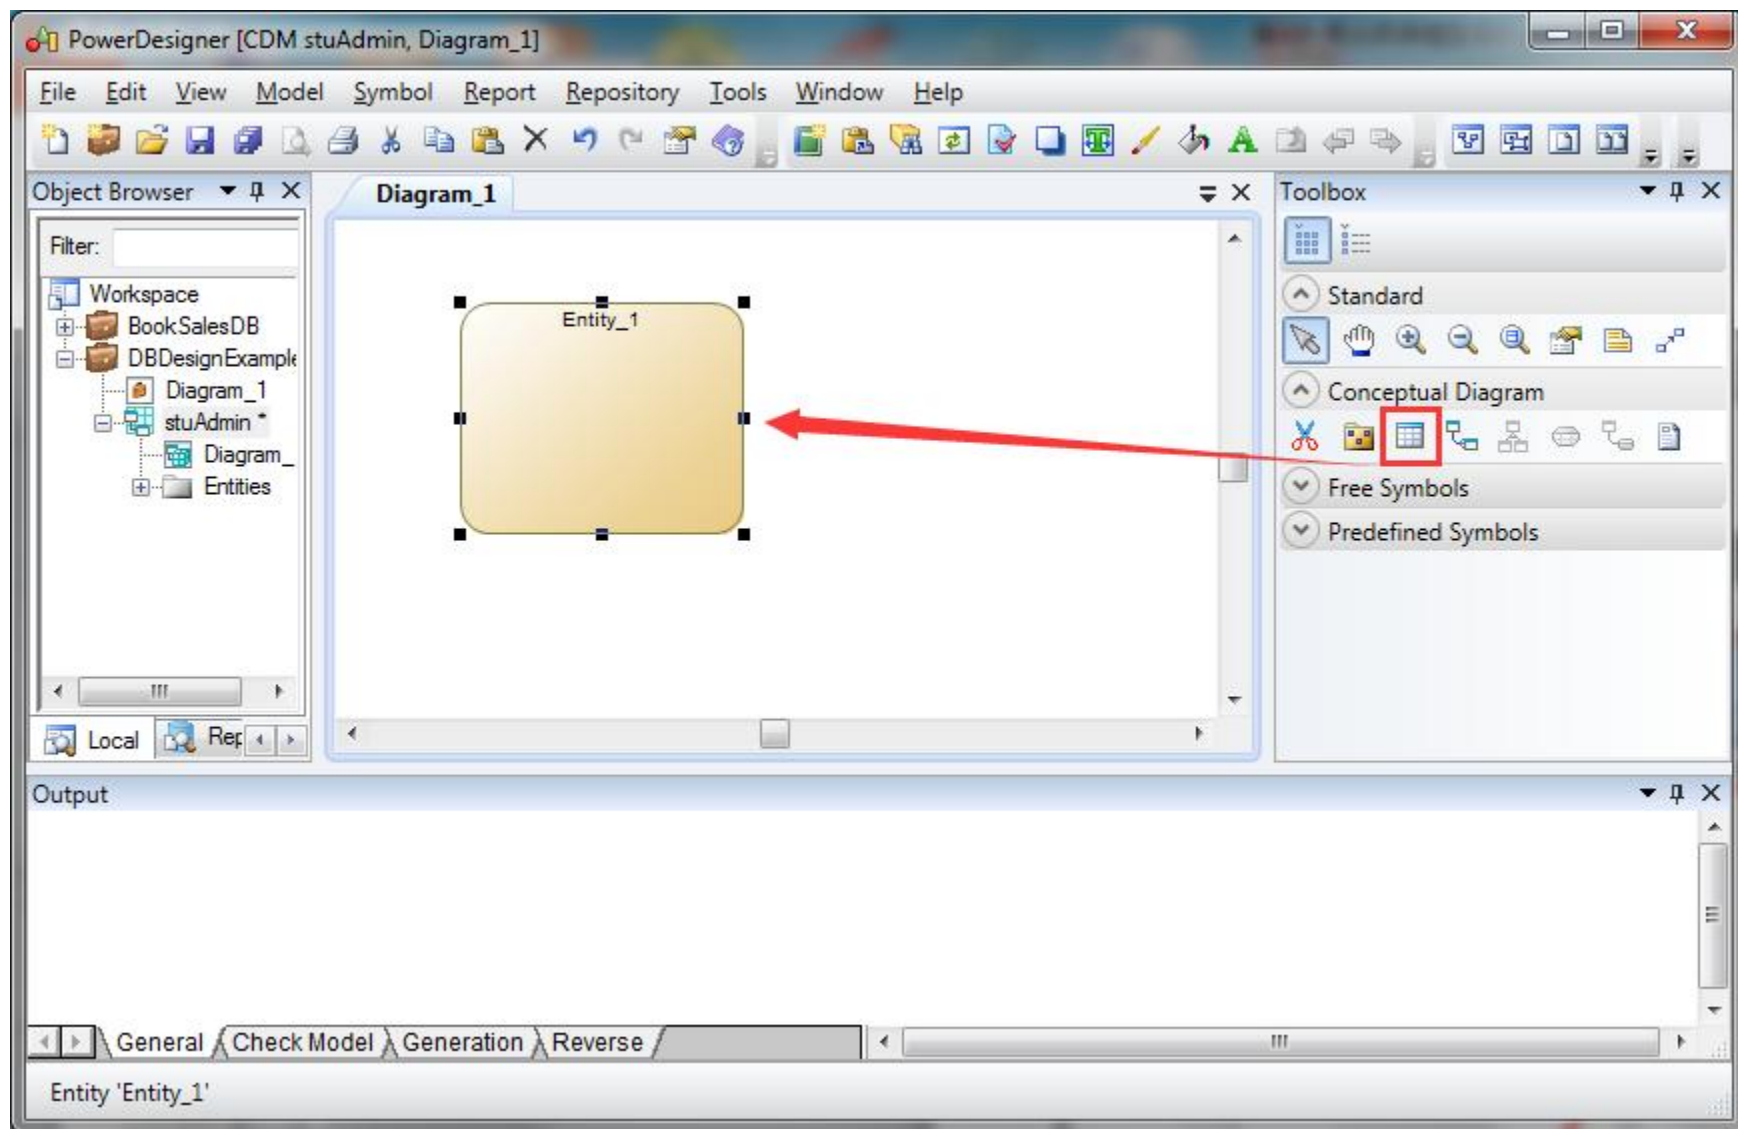 PowerDesigner [CDM stuAdmin, Diagram_1]
File Edit View Model Symbol Report Repository Tools Window Help
Object Browser
Diagram_1
Toolbox
Filter:
Workspace
BookSalesDB
DBDesignExample
Diagram_1
stuAdmin *
Diagram_
Entities
Local
Rep
Entity_1
Standard
Conceptual Diagram
Free Symbols
Predefined Symbols
Output
General Check Model Generation Reverse
Entity 'Entity_1'